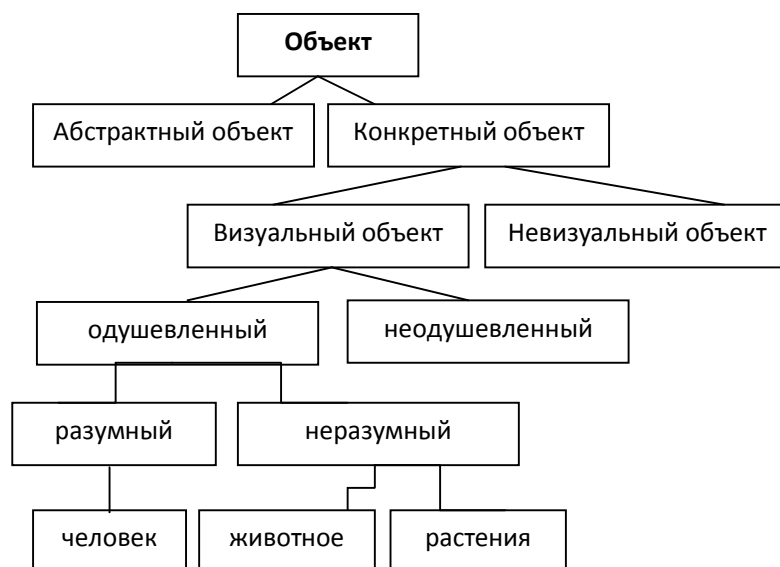 Объект
Абстрактный объект
Конкретный объект
Визуальный объект
Невизуальный объект
одушевленный
неодушевленный
разумный
неразумный
человек
животное
растения